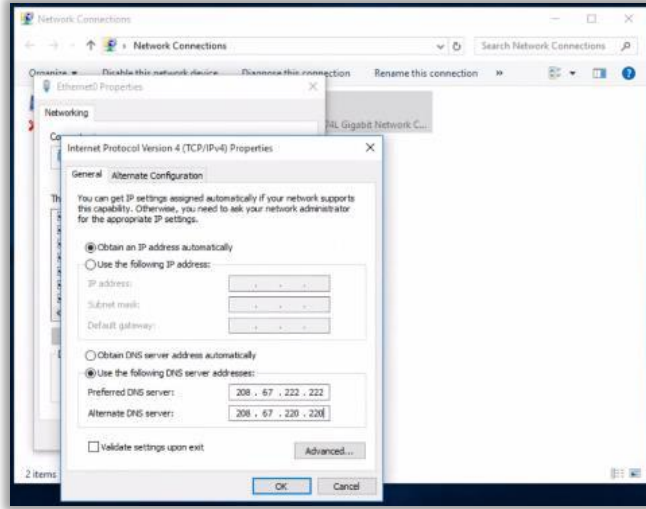 Network Connections
Network Connections
Search Network Connections
Organize
Disable this network device
Diagnose this connection
Rename this connection
»
Ethernet0 Properties
Networking
74L Gigabit Network C...
Internet Protocol Version 4 (TCP/IPv4) Properties
General
Alternate Configuration
You can get IP settings assigned automatically if your network supports
this capability. Otherwise, you need to ask your network administrator
for the appropriate IP settings.
Obtain an IP address automatically
Use the following IP address:
IP address:
Subnet mask:
Default gateway:
Obtain DNS server address automatically
Use the following DNS server addresses:
Preferred DNS server:
208 . 67 . 222 . 222
Alternate DNS server:
208 . 67 . 220 . 220
Validate settings upon exit
Advanced...
OK
Cancel
2 items